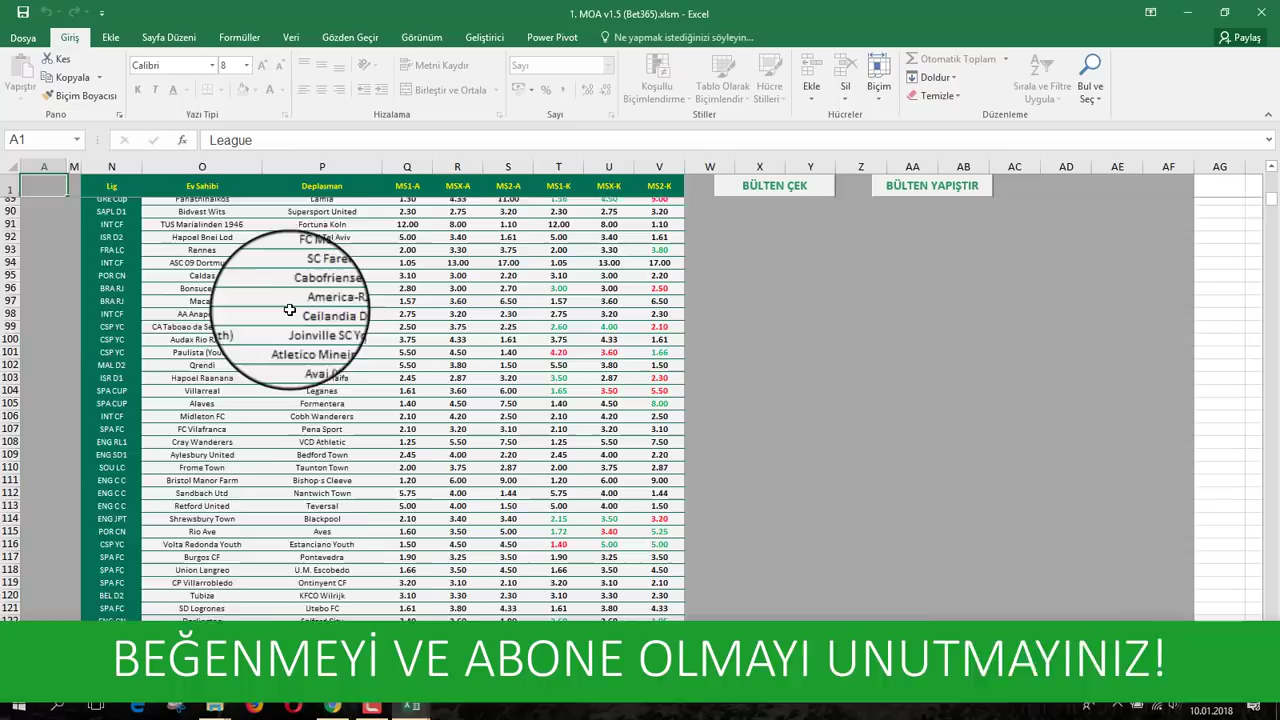 1. MOA v1.5 (Bet365).xlsm - Excel
Dosya Giriş Ekle Sayfa Düzeni Formüller Veri Gözden Geçir Görünüm Geliştirici Power Pivot Ne yapmak istediğinizi söyleyin... Paylaş
Yapıştır Kes Kopyala Biçim Boyacısı
Calibri 8 K T A
Metni Kaydır Birleştir ve Ortala
Sayı
Koşullu Biçimlendirme Tablo Olarak Biçimlendir Hücre Stilleri
Ekle Sil Biçim
Otomatik Toplam Doldur Temizle
Sırala ve Filtre Uygula Bul ve Seç
Pano Yazı Tipi Hizalama Sayı Stiller Hücreler Düzenleme
A1 fx League
A M N O P Q R S T U V W X Y Z AA AB AC AD AE AF AG
1 Lig Ev Sahibi Deplasman MS1-A MSX-A MS2-A MS1-K MSX-K MS2-K BÜLTEN ÇEK BÜLTEN YAPIŞTIR
89 GRE Cup Panathinaikos Lamia 1.30 4.33 11.00 1.36 4.50 9.00
90 SAPL D1 Bidvest Wits Supersport United 2.30 2.75 3.20 2.30 2.75 3.20
91 INT CF TUS Marialinden 1946 Fortuna Koln 12.00 8.00 1.10 12.00 8.00 1.10
92 ISR D2 Hapoel Bnei Lod Tel Aviv 5.00 3.40 1.61 5.00 3.40 1.61
93 FRA LC Rennes 2.00 3.30 3.75 2.00 3.30 3.80
94 INT CF ASC 09 Dortmu 1.05 13.00 17.00 1.05 13.00 17.00
95 POR CN Caldas 3.10 3.00 2.20 3.10 3.00 2.20
96 BRA RJ Bonsuce 2.80 2.70 2.50 3.00 3.00 2.50
97 BRA RJ Maca 1.57 3.60 6.50 1.57 3.60 6.50
98 INT CF AA Anap 2.75 3.20 2.30 2.75 3.20 2.30
99 CSP YC CA Taboao da Se 2.50 3.75 2.25 2.60 4.00 2.10
100 CSP YC Audax Rio R 3.75 4.33 1.61 3.75 4.33 1.61
101 CSP YC Paulista (You 5.50 4.50 1.40 4.20 3.60 1.66
102 MAL D2 Qrendi 5.50 3.80 1.50 5.50 3.80 1.50
103 ISR D1 Hapoel Raanana Haifa 2.45 2.87 3.20 3.50 2.87 2.30
FC M
SC Fare
Cabofriense
America-RJ
Ceilandia D
th) Joinville SC Yo
Atletico Minein
Avai
104 SPA CUP Villarreal Leganes 1.61 3.60 6.00 1.65 3.50 5.50
105 SPA CUP Alaves Formentera 1.40 4.50 7.50 1.40 4.50 8.00
106 INT CF Midleton FC Cobh Wanderers 2.10 4.20 2.50 2.10 4.20 2.50
107 SPA FC FC Vilafranca Pena Sport 2.10 3.20 3.10 2.10 3.20 3.10
108 ENG RL1 Cray Wanderers VCD Athletic 1.25 5.50 7.50 1.25 5.50 7.50
109 ENG SD1 Aylesbury United Bedford Town 2.45 4.00 2.20 2.45 4.00 2.20
110 SOU LC Frome Town Taunton Town 2.00 3.75 2.87 2.00 3.75 2.87
111 ENG C C Bristol Manor Farm Bishop's Cleeve 1.20 6.00 9.00 1.20 6.00 9.00
112 ENG C C Sandbach Utd Nantwich Town 5.75 4.00 1.44 5.75 4.00 1.44
113 ENG C C Retford United Teversal 5.00 4.00 1.50 5.00 4.00 1.50
114 ENG JPT Shrewsbury Town Blackpool 2.10 3.40 3.40 2.15 3.50 3.20
115 POR CN Rio Ave Aves 1.60 3.50 5.00 1.72 3.40 5.25
116 CSP YC Volta Redonda Youth Estanciano Youth 1.50 4.50 4.50 1.40 5.00 5.00
117 SPA FC Burgos CF Pontevedra 1.90 3.25 3.50 1.90 3.25 3.50
118 SPA FC Union Langreo U.M. Escobedo 1.66 3.50 4.50 1.66 3.50 4.50
119 SPA FC CP Villarrobledo Ontinyent CF 3.20 3.10 2.10 3.20 3.10 2.10
120 BEL D2 Tubize KFCO Wilrijk 3.10 3.30 2.30 3.10 3.30 2.30
121 SPA FC SD Logrones Utebo FC 1.61 3.80 4.33 1.61 3.80 4.33
BEĞENMEYİ VE ABONE OLMAYI UNUTMAYINIZ!
10.01.2018